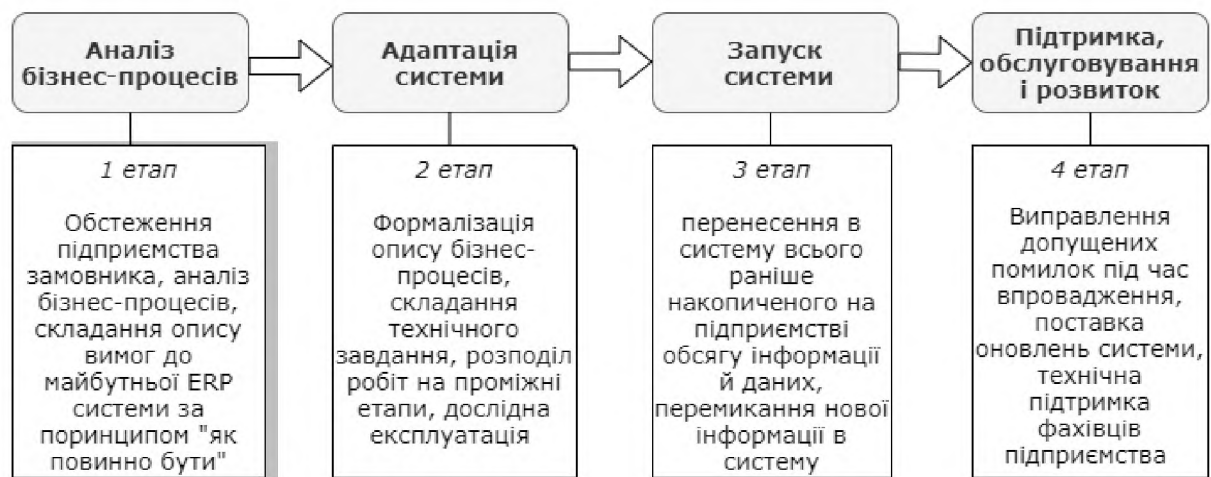 Аналіз
бізнес-процесів
Адаптація
системи
Запуск
системи
Підтримка,
обслуговування
і розвиток
1 етап
Обстеження
підприємства
замовника, аналіз
бізнес-процесів,
складання опису
вимог до
майбутньої ERP
системи за
поринципом "як
повинно бути"
2 етап
Формалізація
опису бізнес-
процесів,
складання
технічного
завдання, розподіл
робіт на проміжні
етапи, дослідна
експлуатація
3 етап
перенесення в
систему всього
раніше
накопиченого на
підприємстві
обсягу інформації
й даних,
перемикання нової
інформації в
систему
4 етап
Виправлення
допущених
помилок під час
впровадження,
поставка
оновлень системи,
технічна
підтримка
фахівців
підприємства